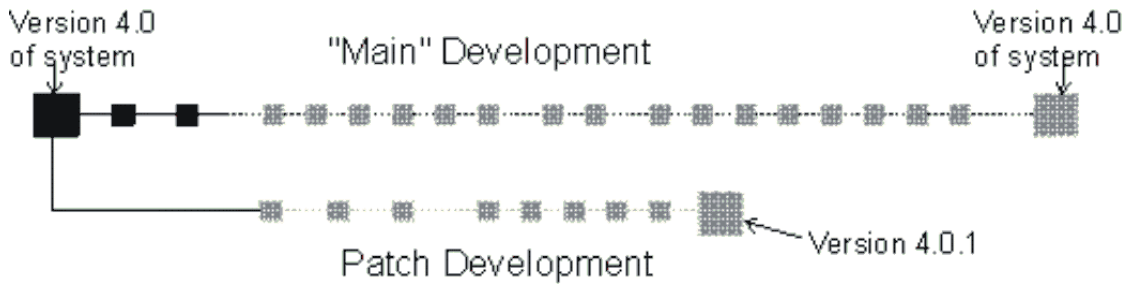 Version 4.0
of system
"Main" Development
Version 4.0
of system
Version 4.0.1
Patch Development